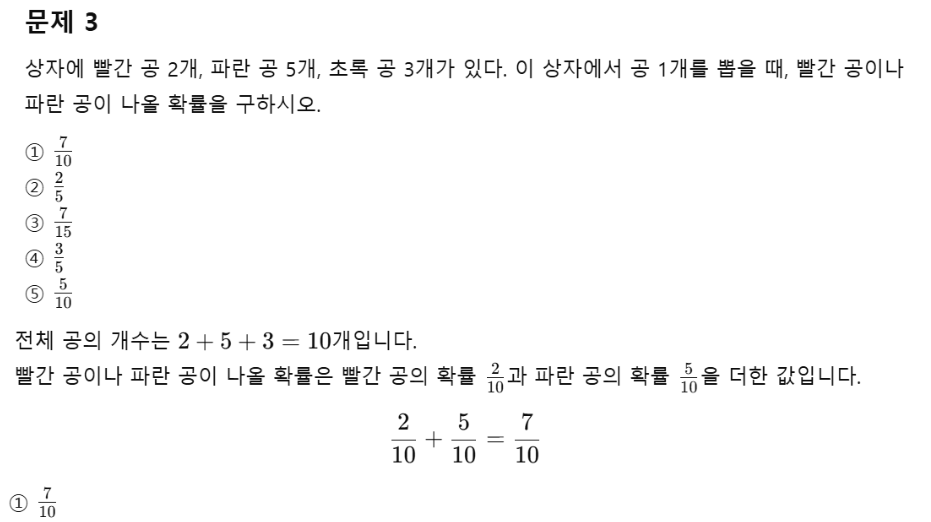 문제 3
상자에 빨간 공 2개, 파란 공 5개, 초록 공 3개가 있다. 이 상자에서 공 1개를 뽑을 때, 빨간 공이나
파란 공이 나올 확률을 구하시오.
① 7/10
② 2/5
③ 7/15
④ 3/5
⑤ 5/10
전체 공의 개수는 2 + 5 + 3 = 10개입니다.
빨간 공이나 파란 공이 나올 확률은 빨간 공의 확률 2/10과 파란 공의 확률 5/10을 더한 값입니다.
2/10 + 5/10 = 7/10
① 7/10